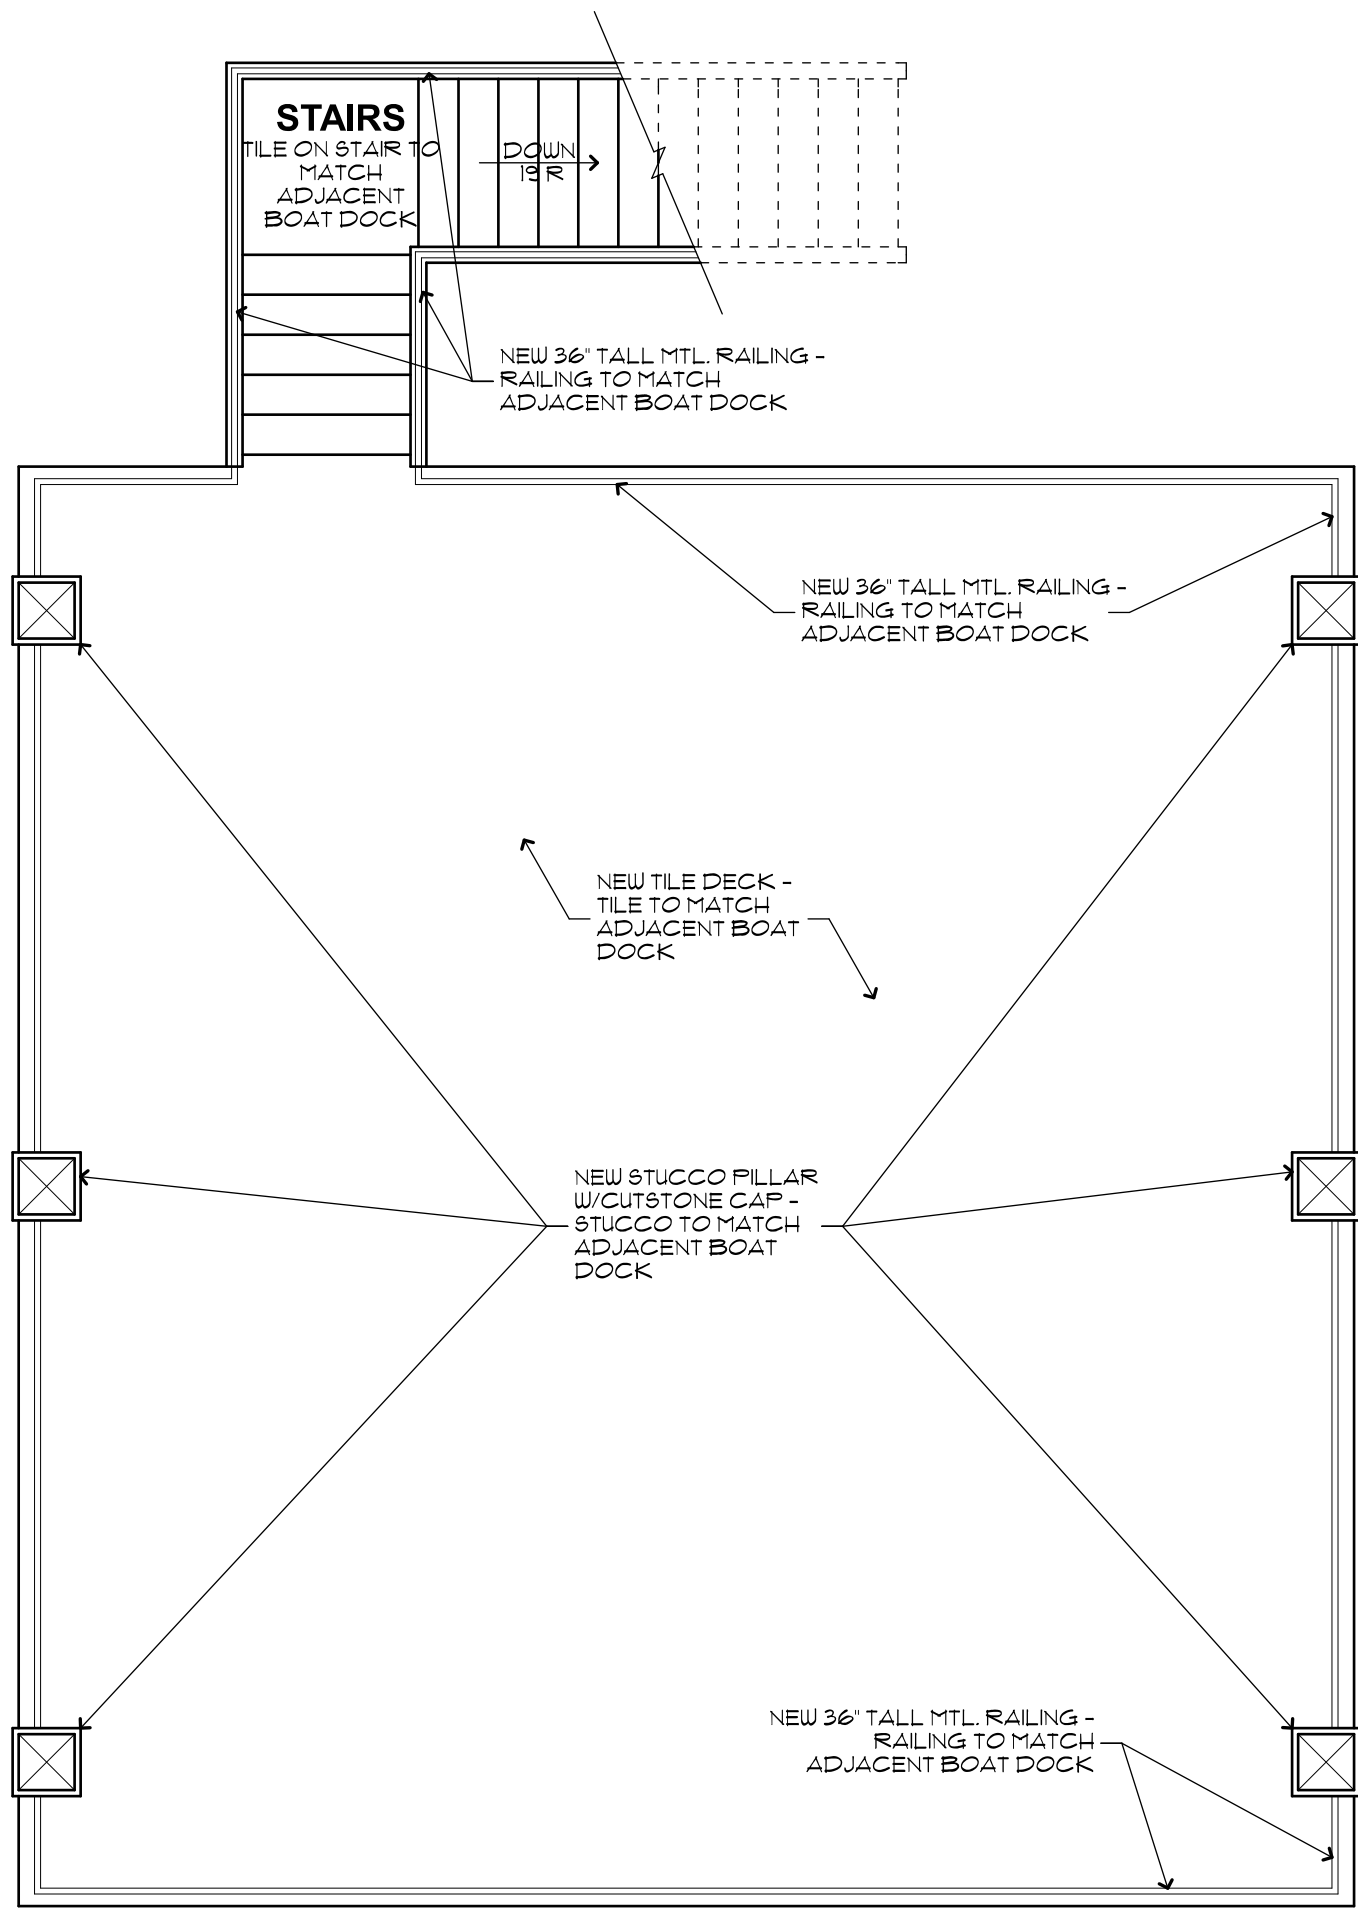 STAIRS
TILE ON STAIR TO
MATCH
ADJACENT
BOAT DOCK
DOWN
19 R
NEW 36" TALL MTL. RAILING -
RAILING TO MATCH
ADJACENT BOAT DOCK
NEW 36" TALL MTL. RAILING -
RAILING TO MATCH
ADJACENT BOAT DOCK
NEW TILE DECK -
TILE TO MATCH
ADJACENT BOAT
DOCK
NEW STUCCO PILLAR
W/CUTSTONE CAP -
STUCCO TO MATCH
ADJACENT BOAT
DOCK
NEW 36" TALL MTL. RAILING -
RAILING TO MATCH
ADJACENT BOAT DOCK